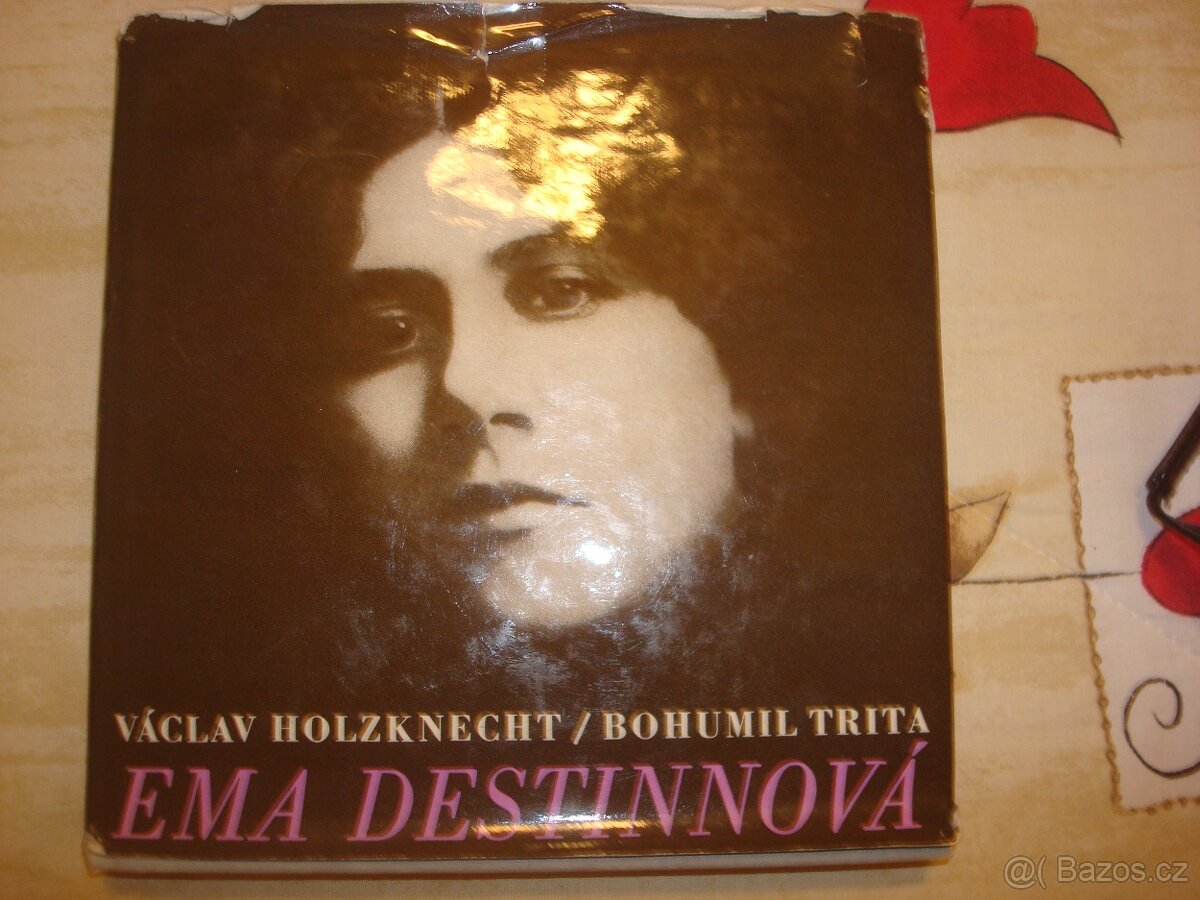 VÁCLAV HOLZKNECHT / BOHUMIL TRITA
EMA DESTINNOVÁ
@( Bazos.cz